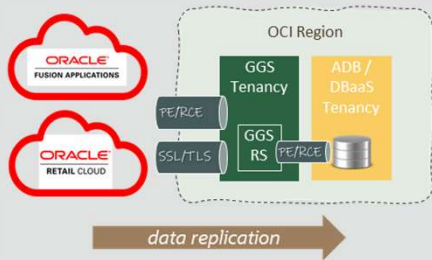 ORACLE
FUSION APPLICATIONS
ORACLE
RETAIL CLOUD
OCI Region
GGS
Tenancy
ADB /
DBaaS
Tenancy
PE/RCE
SSL/TLS
GGS
RS
PE/RCE
data replication